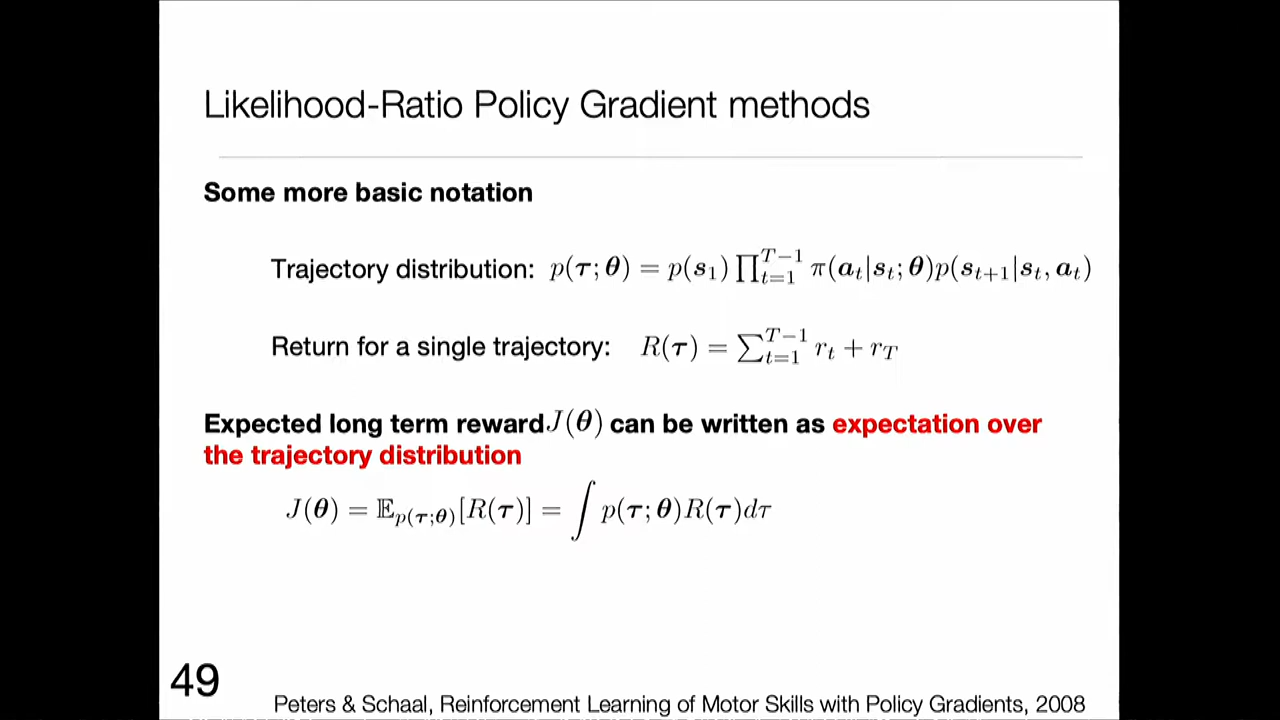 Likelihood-Ratio Policy Gradient methods
Some more basic notation
Trajectory distribution: p(τ; θ) = p(s₁) ∏_{t=1}^{T−1} π(a_t|s_t; θ)p(s_{t+1}|s_t, a_t)
Return for a single trajectory: R(τ) = ∑_{t=1}^{T−1} r_t + r_T
Expected long term reward J(θ) can be written as expectation over
the trajectory distribution
J(θ) = 𝔼_{p(τ;θ)}[R(τ)] = ∫ p(τ; θ)R(τ)dτ
49
Peters & Schaal, Reinforcement Learning of Motor Skills with Policy Gradients, 2008